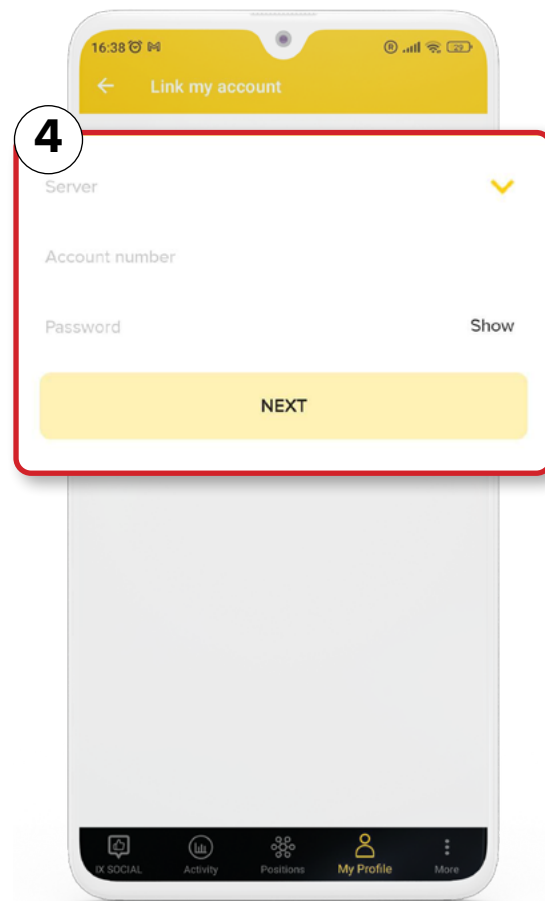 16:38
29
Link my account
4
Server
Account number
Password Show
NEXT
IX SOCIAL Activity Positions My Profile More